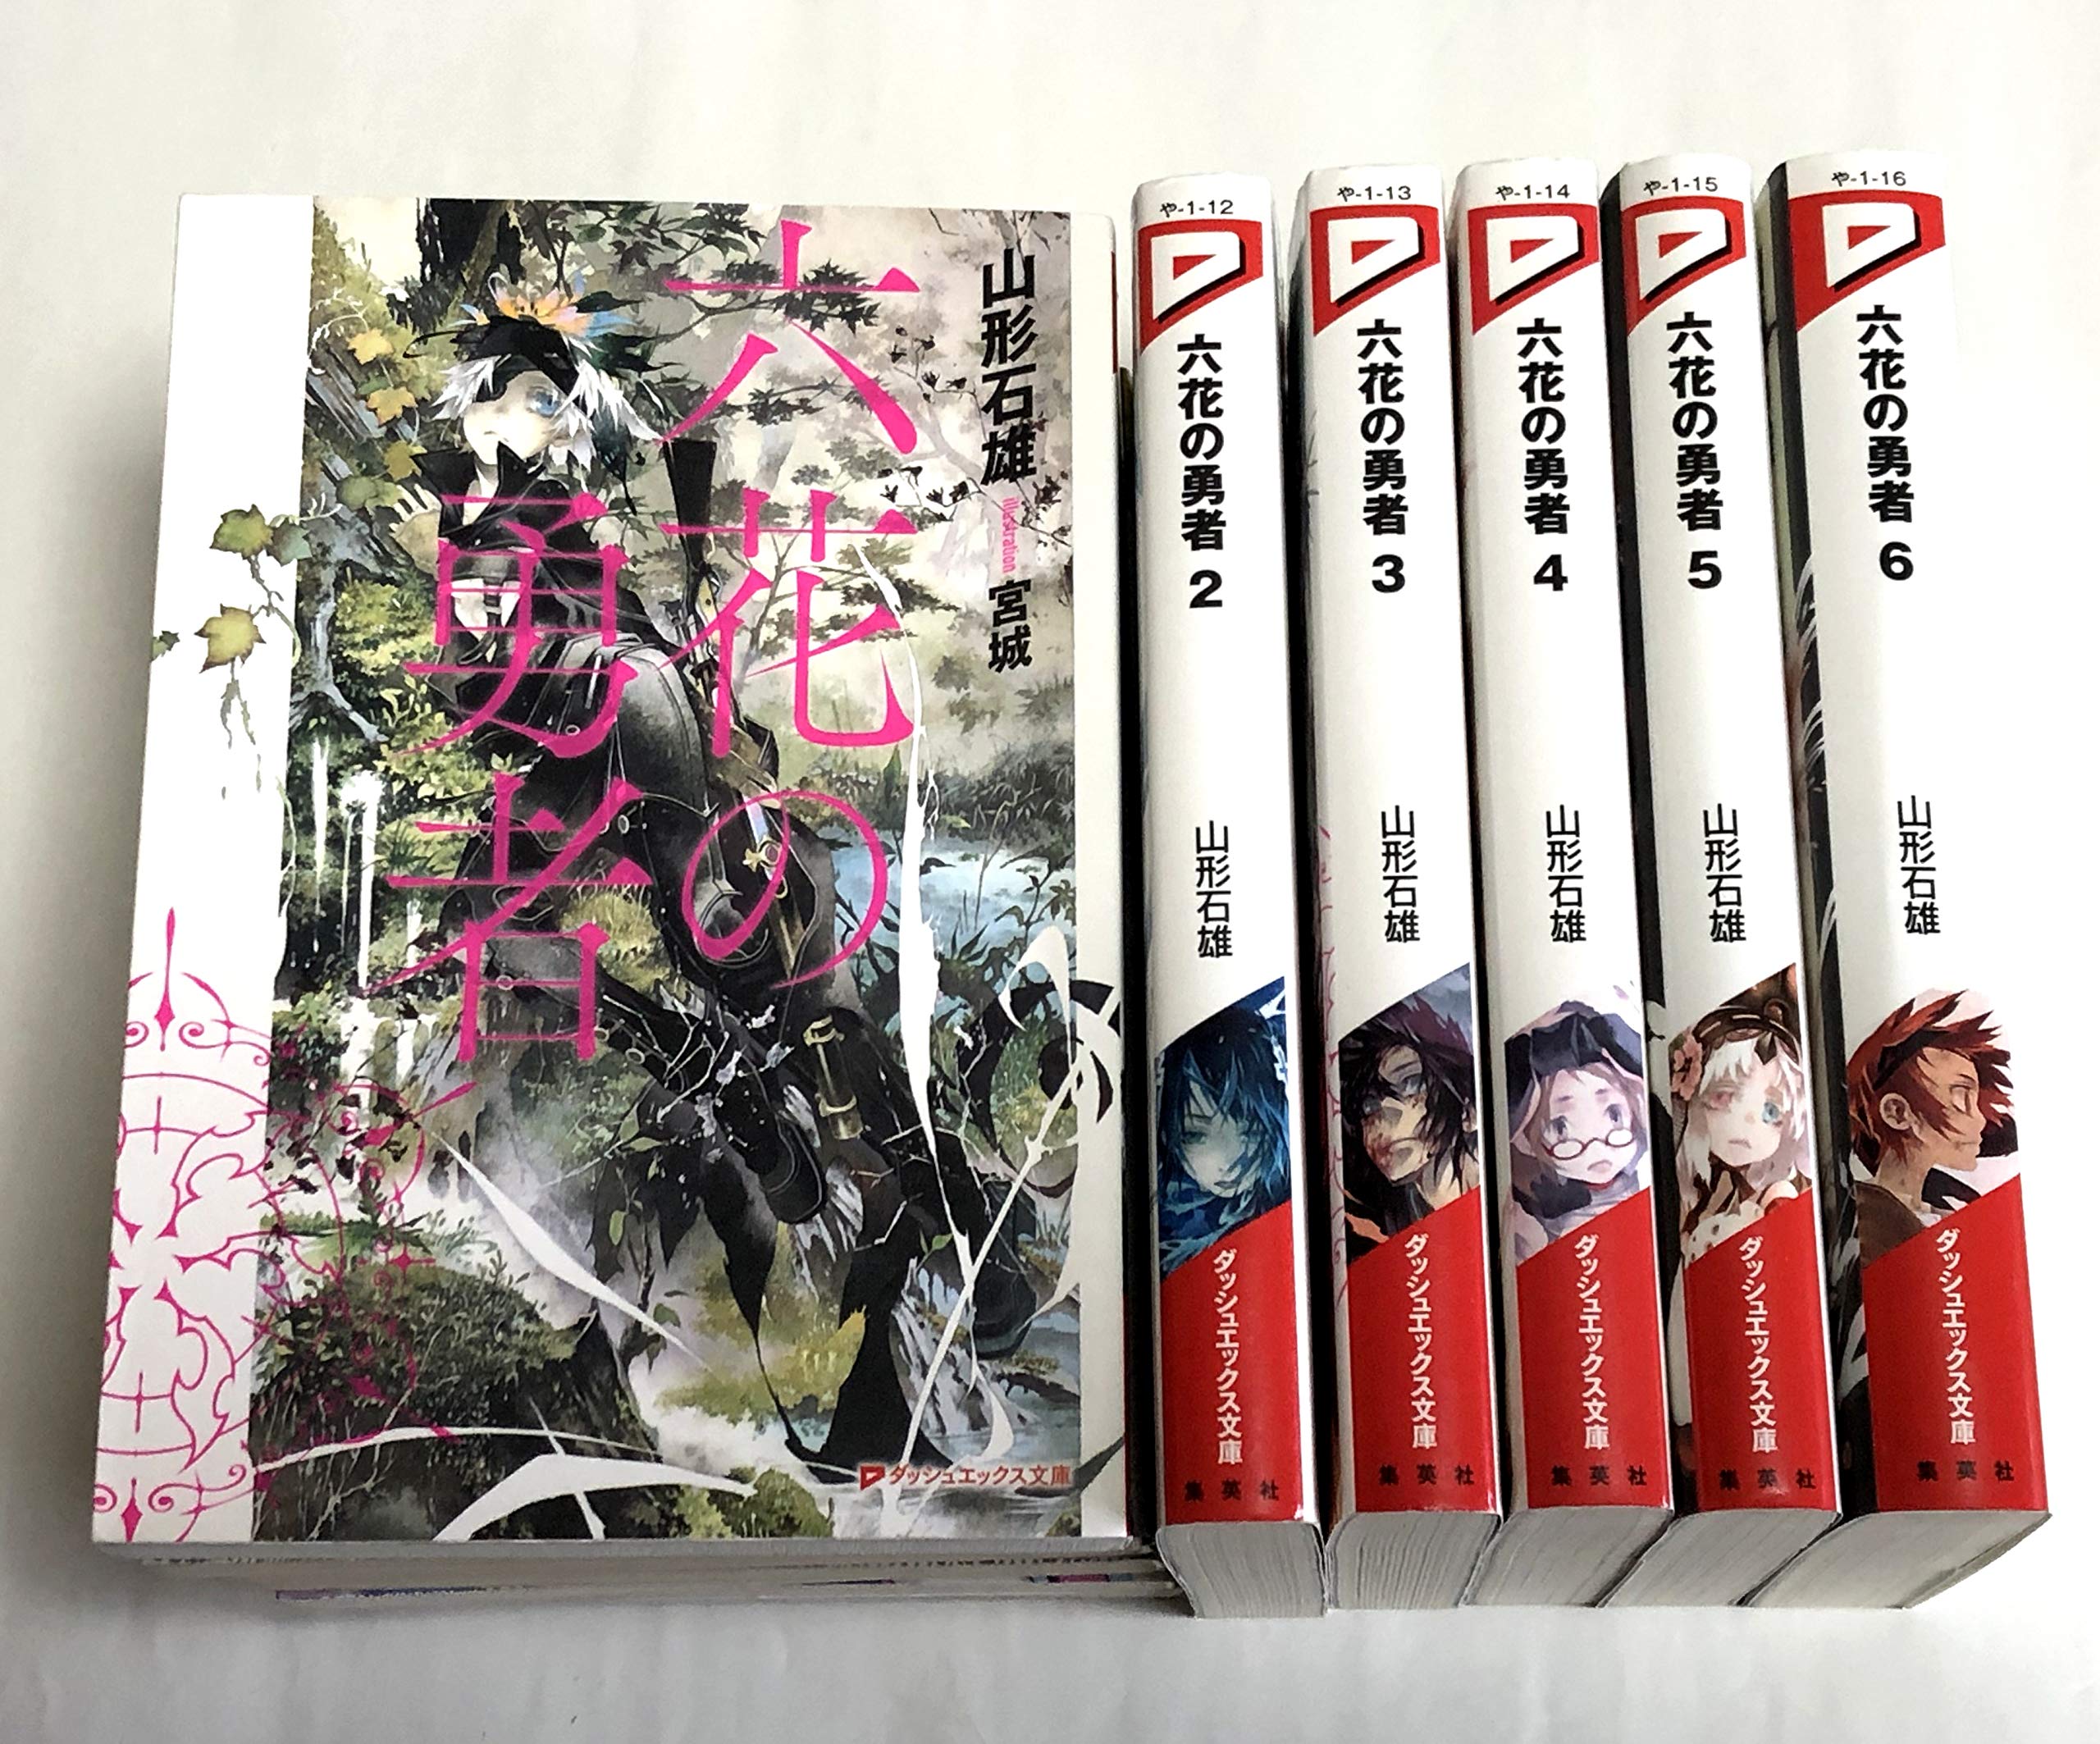 六花の
勇者
山形石雄
Illustration 宮城
ダッシュエックス文庫
や-1-12
六花の勇者 2
山形石雄
ダッシュエックス文庫
集英社
や-1-13
六花の勇者 3
山形石雄
ダッシュエックス文庫
集英社
や-1-14
六花の勇者 4
山形石雄
ダッシュエックス文庫
集英社
や-1-15
六花の勇者 5
山形石雄
ダッシュエックス文庫
集英社
や-1-16
六花の勇者 6
山形石雄
ダッシュエックス文庫
集英社